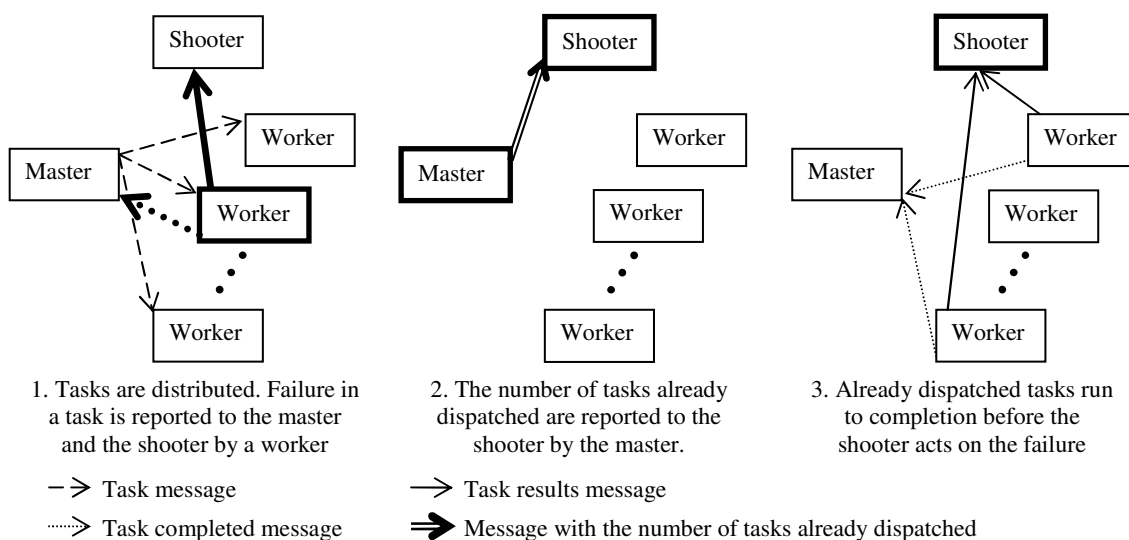 Shooter
Worker
Master
Worker
Worker
1. Tasks are distributed. Failure in
a task is reported to the master
and the shooter by a worker
Shooter
Worker
Master
Worker
Worker
2. The number of tasks already
dispatched are reported to the
shooter by the master.
Shooter
Worker
Master
Worker
Worker
3. Already dispatched tasks run
to completion before the
shooter acts on the failure
Task message
Task results message
Task completed message
Message with the number of tasks already dispatched